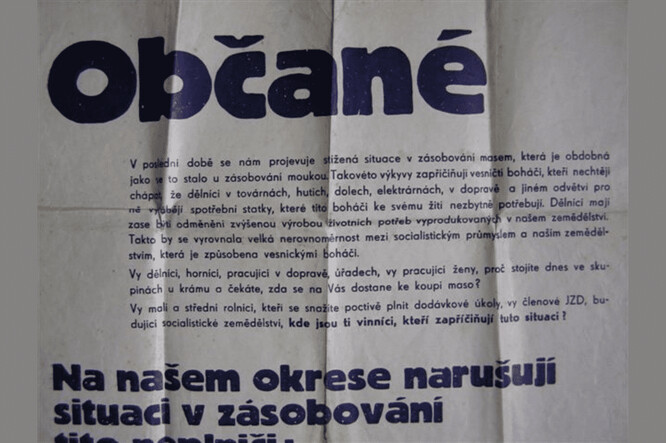 Občané
V poslední době se nám projevuje stížená situace v zásobování masem, která je obdobná
jako se to stalo u zásobování moukou. Takovéto výkyvy zapřičiňují vesničtí boháči, kteří nechtějí
chápat, že dělníci v továrnách, hutích, dolech, elektrárnách, v dopravě a jiném odvětví pro
ně vyrábějí spotřební statky, které tito boháči ke svému žití nezbytně potřebují. Dělníci mají
zase býti odměněni zvýšenou výrobou životních potřeb vyprodukovaných v našem zemědělství.
Takto by se vyrovnala velká nerovnoměrnost mezi socialistickým průmyslem a naším zeměděl-
stvím, která je způsobena vesnickými boháči.
Vy dělníci, horníci, pracující v dopravě, úřadech, vy pracující ženy, proč stojíte dnes ve sku-
pinách u krámu a čekáte, zda se na Vás dostane ke koupi maso?
Vy malí a střední rolníci, kteří se snažíte poctivě plnit dodávkové úkoly, vy členové JZD, bu-
dující socialistické zemědělství, kde jsou ti vinníci, kteří zapříčiňují tuto situaci?
Na našem okrese narušují
situaci v zásobování
tito neplniči: